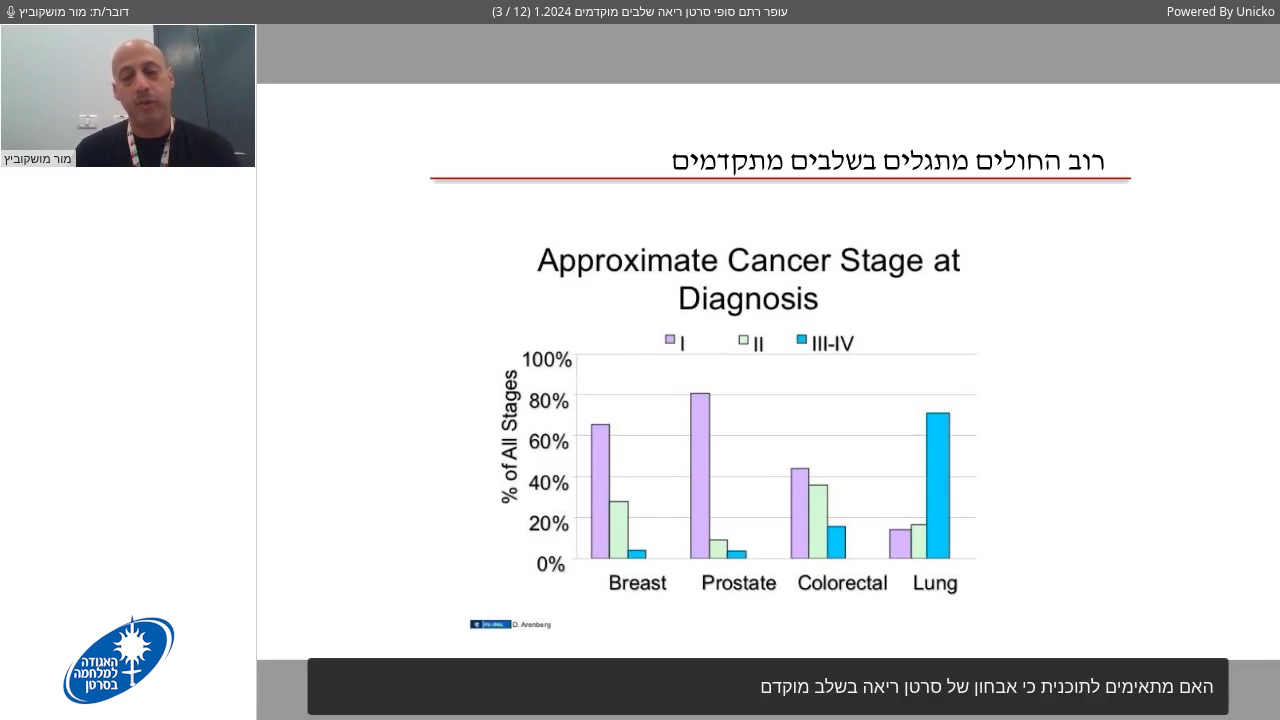 דובר/ת: מור מושקוביץ
עופר רתם סופי סרטן ריאה שלבים מוקדמים 1.2024 (12 / 3)
Powered By Unicko
מור מושקוביץ
רוב החולים מתגלים בשלבים מתקדמים
Approximate Cancer Stage at
Diagnosis
I II III-IV
% of All Stages
100%
80%
60%
40%
20%
0%
Breast Prostate Colorectal Lung
D. Arenberg
האגודה
למלחמה
בסרטן
האם מתאימים לתוכנית כי אבחון של סרטן ריאה בשלב מוקדם